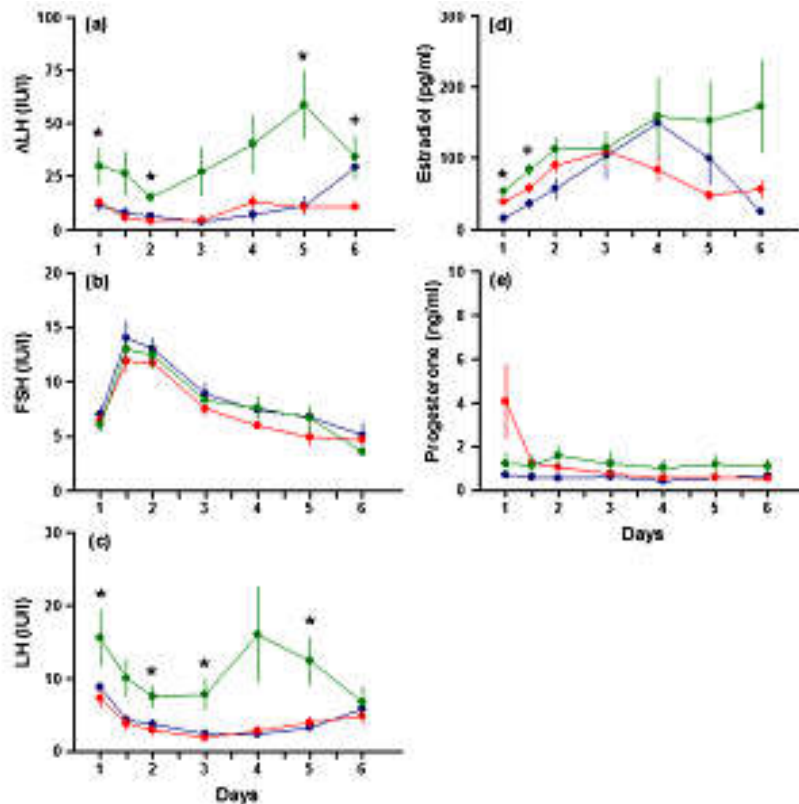 (a)
ALH (IU/l)
100
75
50
25
0
1 2 3 4 5 6
(b)
FSH (IU/l)
20
15
10
5
0
1 2 3 4 5 6
(c)
LH (IU/l)
30
20
10
0
1 2 3 4 5 6
Days
(d)
Estradiol (pg/ml)
300
200
100
0
1 2 3 4 5 6
(e)
Progesterone (ng/ml)
10
8
6
4
2
0
1 2 3 4 5 6
Days